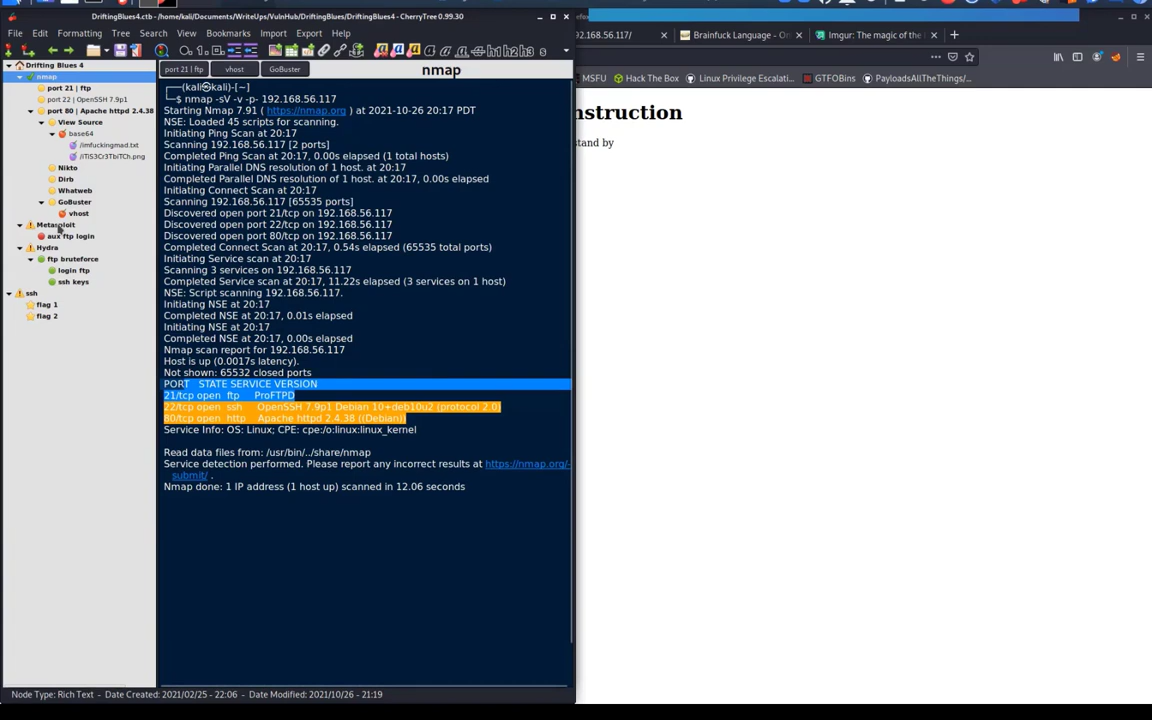 DriftingBlues4.ctb - /home/kali/Documents/WriteUps/VulnHub/DriftingBlues/DriftingBlues4 - CherryTree 0.99.30
File Edit Formatting Tree Search View Bookmarks Import Export Help
h1 h2 h3
Drifting Blues 4
nmap
port 21 | ftp
port 22 | OpenSSH 7.9p1
port 80 | Apache httpd 2.4.38
View Source
base64
/imfuckingmad.txt
/iTiS3Cr3TbiTCh.png
Nikto
Dirb
Whatweb
GoBuster
vhost
Metasploit
aux ftp login
Hydra
ftp bruteforce
login ftp
ssh keys
ssh
flag 1
flag 2
port 21 | ftp vhost GoBuster nmap
┌──(kali㉿kali)-[~]
└─$ nmap -sV -v -p- 192.168.56.117
Starting Nmap 7.91 ( https://nmap.org ) at 2021-10-26 20:17 PDT
NSE: Loaded 45 scripts for scanning.
Initiating Ping Scan at 20:17
Scanning 192.168.56.117 [2 ports]
Completed Ping Scan at 20:17, 0.00s elapsed (1 total hosts)
Initiating Parallel DNS resolution of 1 host. at 20:17
Completed Parallel DNS resolution of 1 host. at 20:17, 0.00s elapsed
Initiating Connect Scan at 20:17
Scanning 192.168.56.117 [65535 ports]
Discovered open port 21/tcp on 192.168.56.117
Discovered open port 22/tcp on 192.168.56.117
Discovered open port 80/tcp on 192.168.56.117
Completed Connect Scan at 20:17, 0.54s elapsed (65535 total ports)
Initiating Service scan at 20:17
Scanning 3 services on 192.168.56.117
Completed Service scan at 20:17, 11.22s elapsed (3 services on 1 host)
NSE: Script scanning 192.168.56.117.
Initiating NSE at 20:17
Completed NSE at 20:17, 0.01s elapsed
Initiating NSE at 20:17
Completed NSE at 20:17, 0.00s elapsed
Nmap scan report for 192.168.56.117
Host is up (0.0017s latency).
Not shown: 65532 closed ports
PORT STATE SERVICE VERSION
21/tcp open ftp ProFTPD
22/tcp open ssh OpenSSH 7.9p1 Debian 10+deb10u2 (protocol 2.0)
80/tcp open http Apache httpd 2.4.38 ((Debian))
Service Info: OS: Linux; CPE: cpe:/o:linux:linux_kernel
Read data files from: /usr/bin/../share/nmap
Service detection performed. Please report any incorrect results at https://nmap.org/
submit/ .
Nmap done: 1 IP address (1 host up) scanned in 12.06 seconds
Node Type: Rich Text - Date Created: 2021/02/25 - 22:06 - Date Modified: 2021/10/26 - 21:19
92.168.56.117/ Brainfuck Language - On Imgur: The magic of the
MSFU Hack The Box Linux Privilege Escalati... GTFOBins PayloadsAllTheThings/...
nstruction
stand by